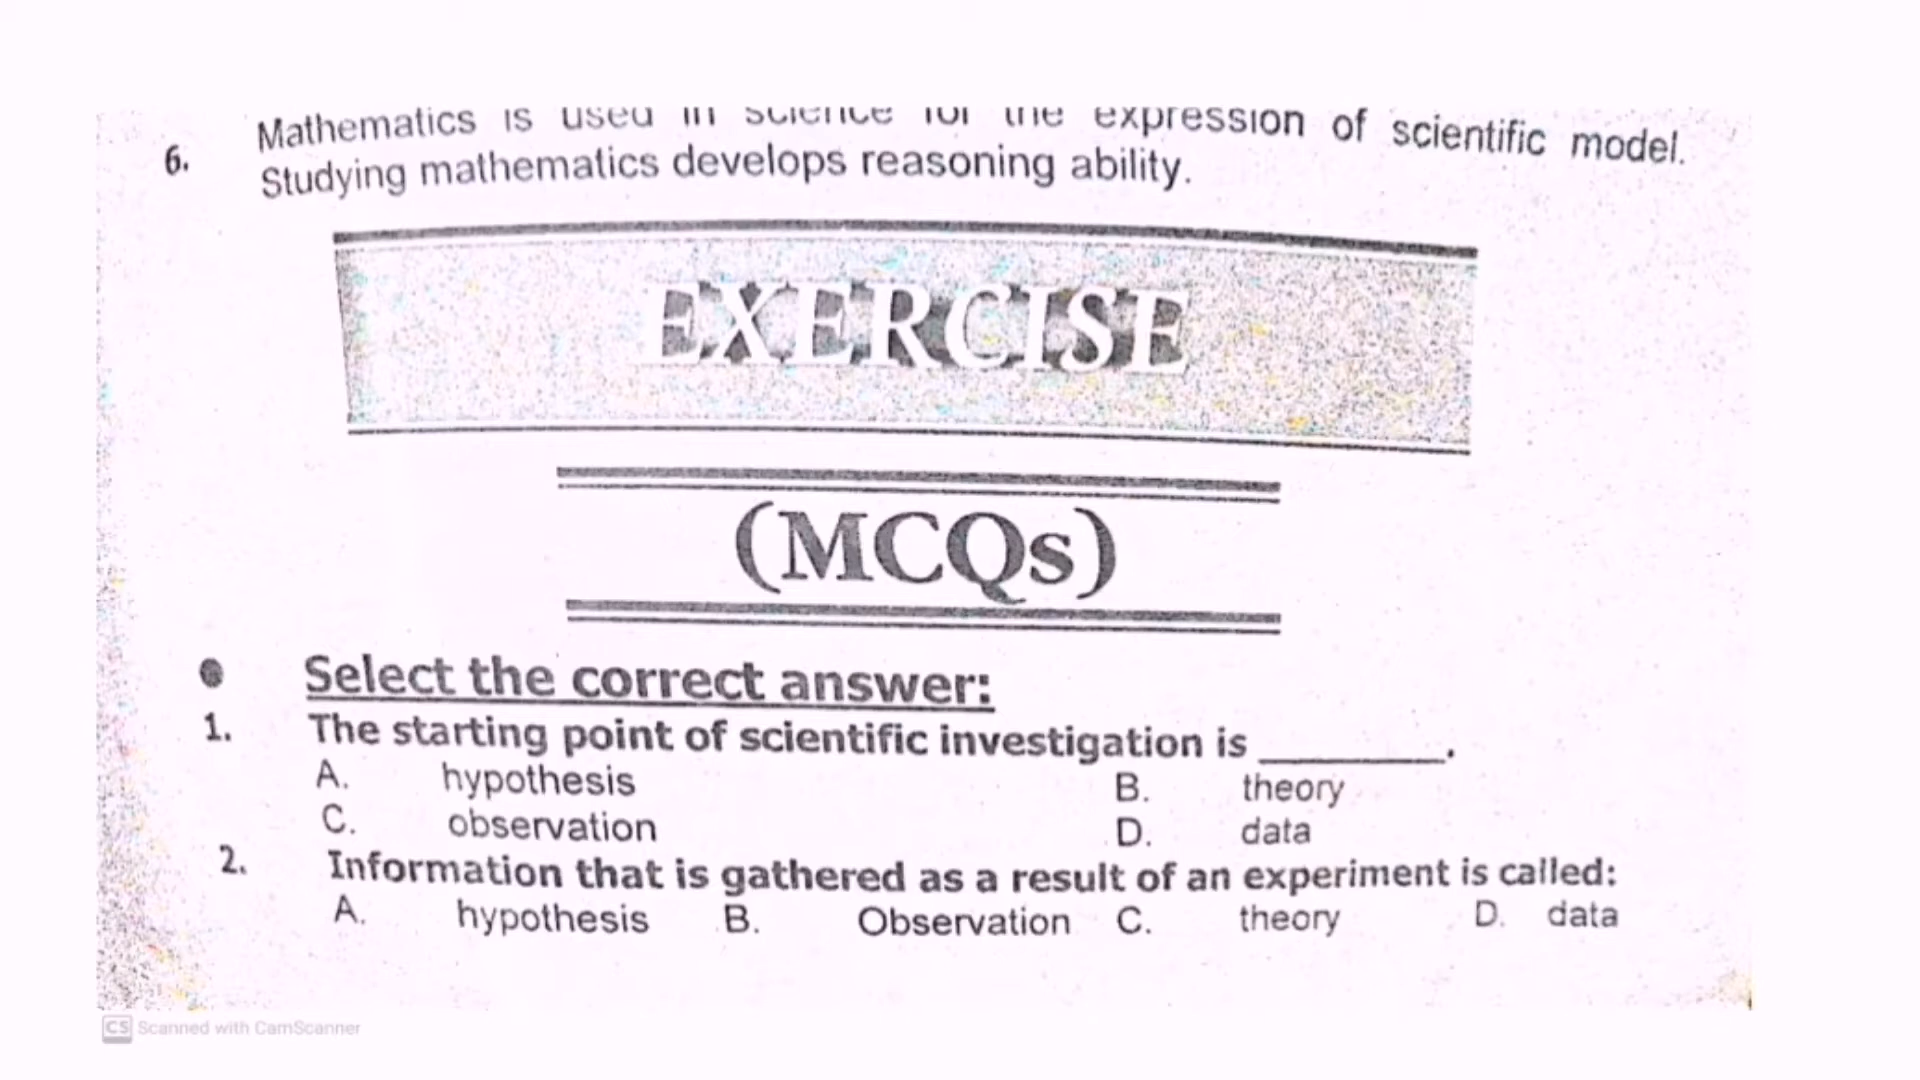 Mathematics is used in science for the expression of scientific model.
6.
Studying mathematics develops reasoning ability.
EXERCISE
(MCQs)
Select the correct answer:
1. The starting point of scientific investigation is ________.
A. hypothesis B. theory
C. observation D. data
2. Information that is gathered as a result of an experiment is called:
A. hypothesis B. Observation C. theory D. data
CS Scanned with CamScanner